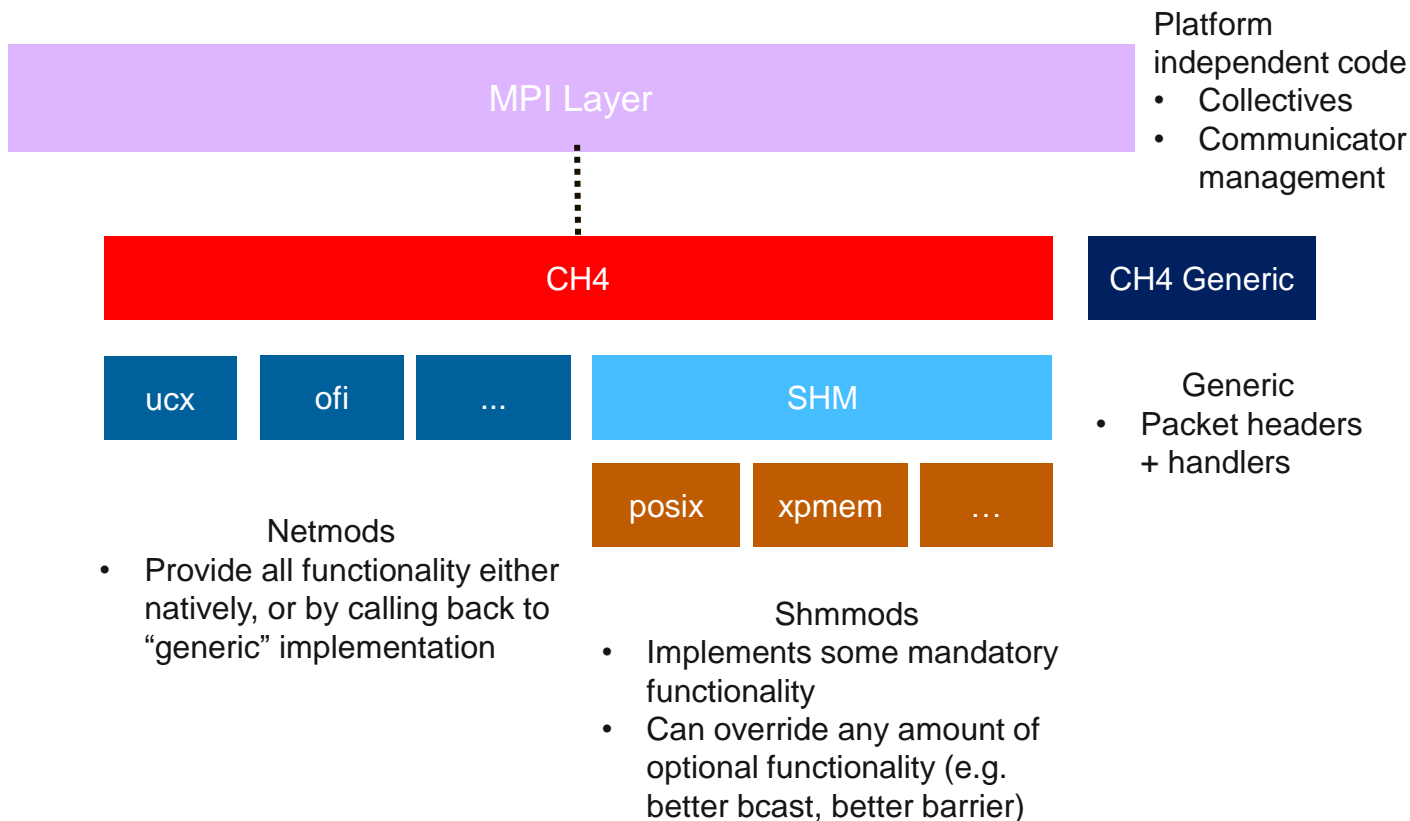 Platform
independent code
• Collectives
• Communicator
management
MPI Layer
CH4
CH4 Generic
ucx
ofi
...
SHM
Generic
• Packet headers
+ handlers
posix
xpmem
…
Netmods
• Provide all functionality either
natively, or by calling back to
“generic” implementation
Shmmods
• Implements some mandatory
functionality
• Can override any amount of
optional functionality (e.g.
better bcast, better barrier)